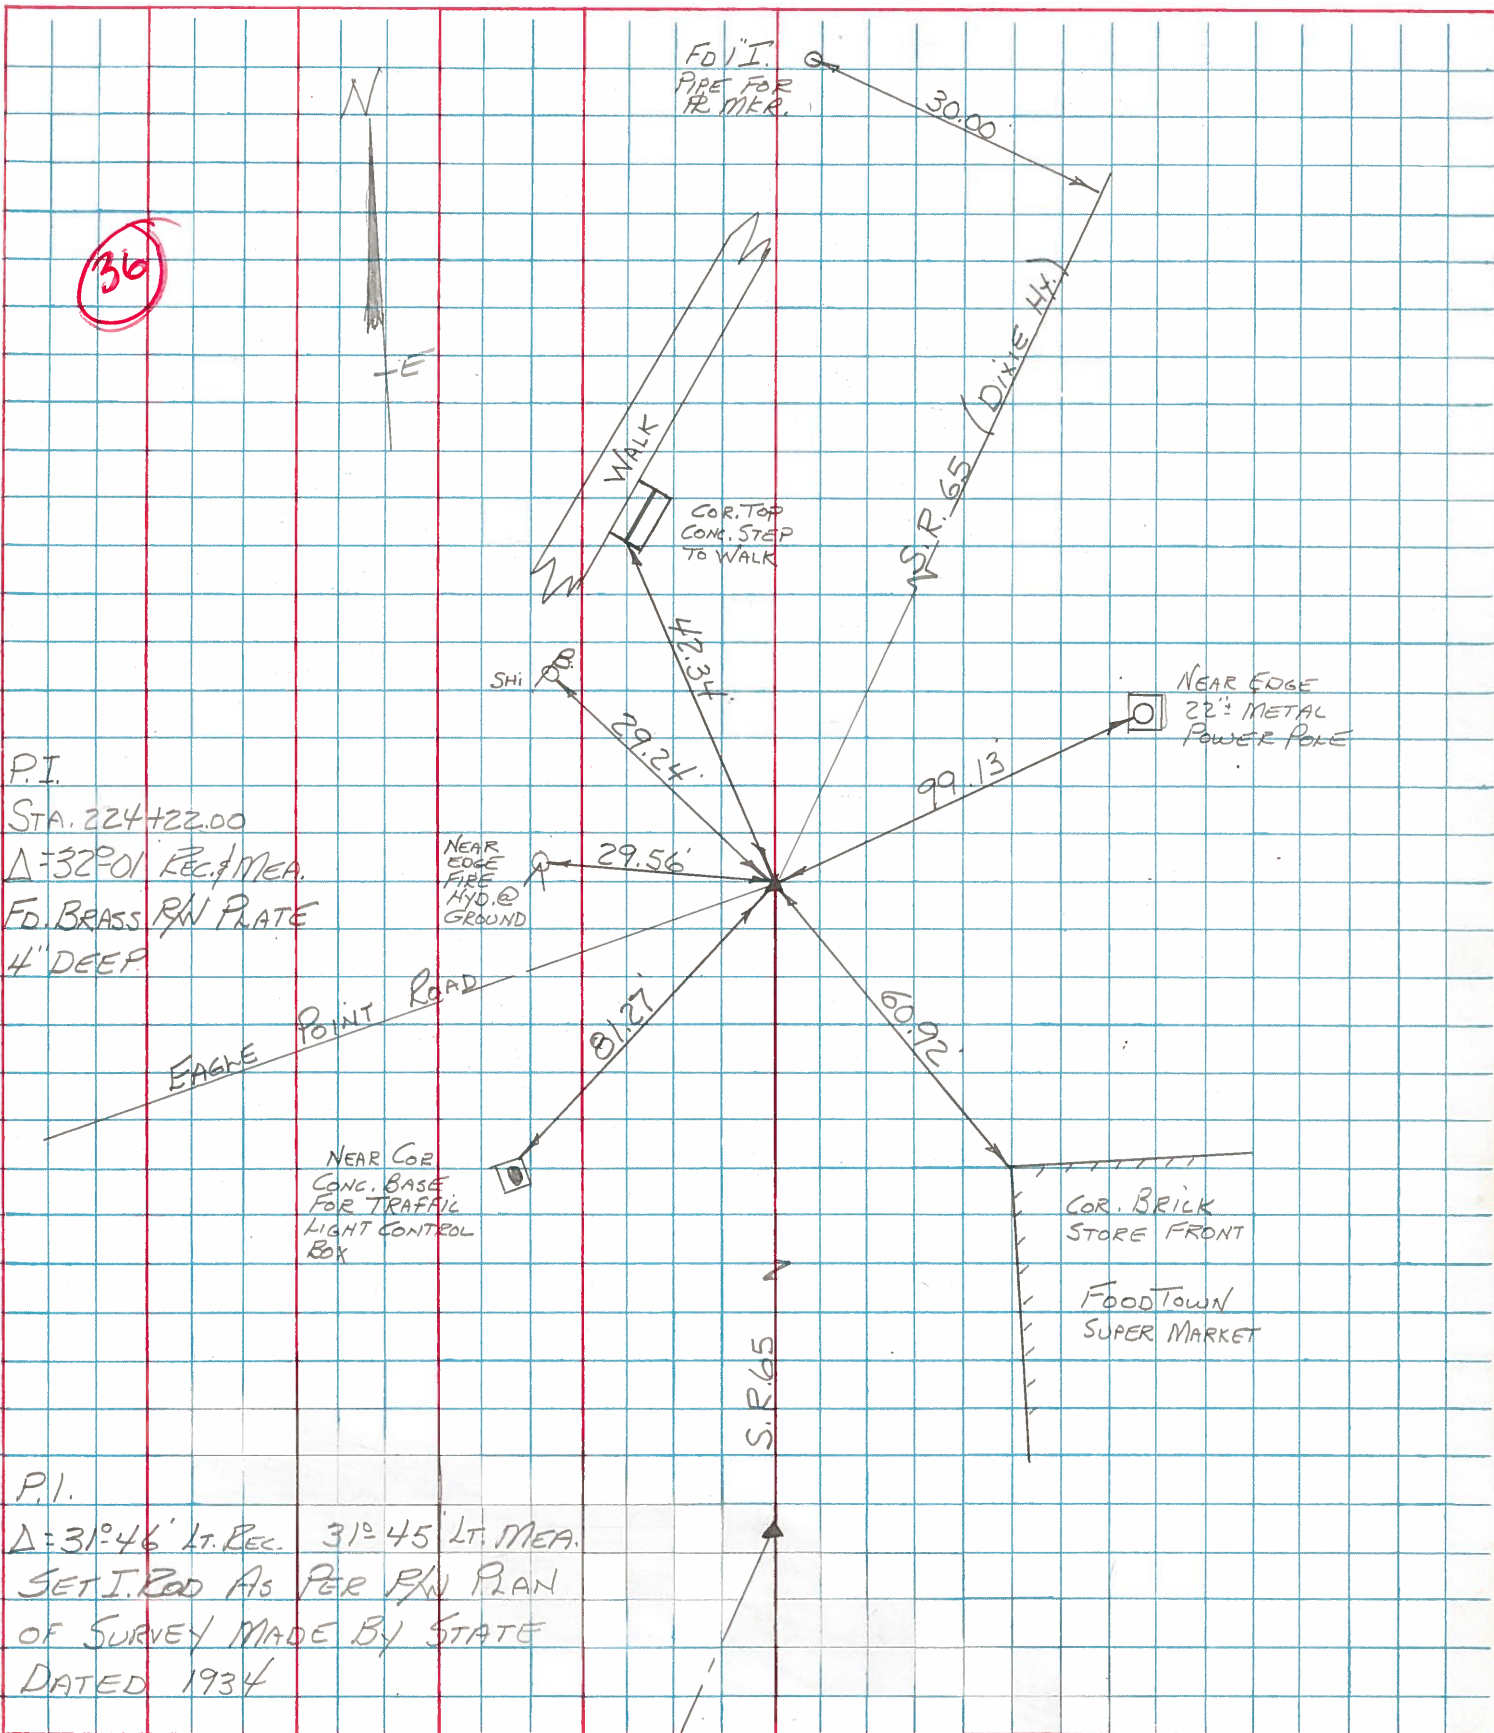 FD 1" I.
PIPE FOR
PL MKR.
30.00'
N
36
E
S.R. 65 (DIXIE HY.)
WALK
COR. TOP
CONC. STEP
TO WALK
42.34'
29.24'
NEAR EDGE
22"± METAL
POWER POLE
99.13'
P.I.
STA. 224+22.00
Δ=32°01' REC. & MEA.
FD. BRASS R/W PLATE
4" DEEP
NEAR
EDGE
FIRE
HYD. @
GROUND
29.56'
EAGLE POINT ROAD
81.27'
60.92'
NEAR COR
CONC. BASE
FOR TRAFFIC
LIGHT CONTROL
BOX
COR. BRICK
STORE FRONT
FOODTOWN
SUPER MARKET
S.R. 65
P.I.
Δ=31°46' LT. REC. 31°45' LT. MEA.
SET I. ROD AS PER R/W PLAN
OF SURVEY MADE BY STATE
DATED 1934